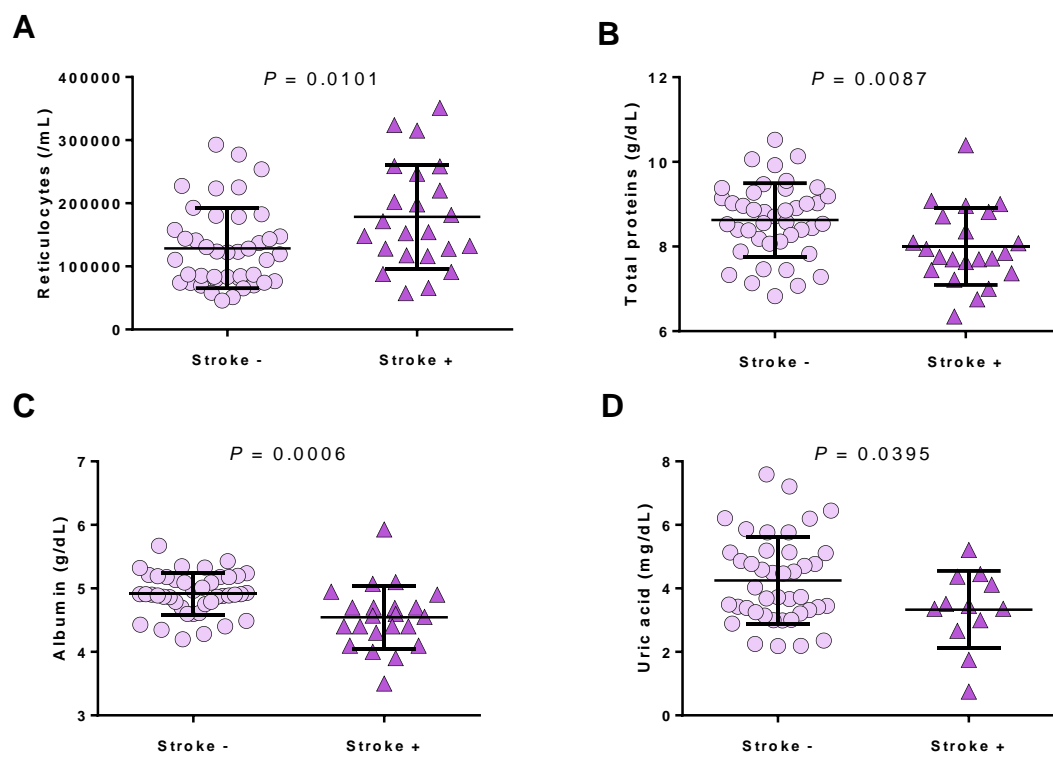 A
P = 0.0101
Reticulocytes (/mL)
400000
300000
200000
100000
0
Stroke -
Stroke +
B
P = 0.0087
Total proteins (g/dL)
12
10
8
6
Stroke -
Stroke +
C
P = 0.0006
Albumin (g/dL)
7
6
5
4
3
Stroke -
Stroke +
D
P = 0.0395
Uric acid (mg/dL)
8
6
4
2
0
Stroke -
Stroke +